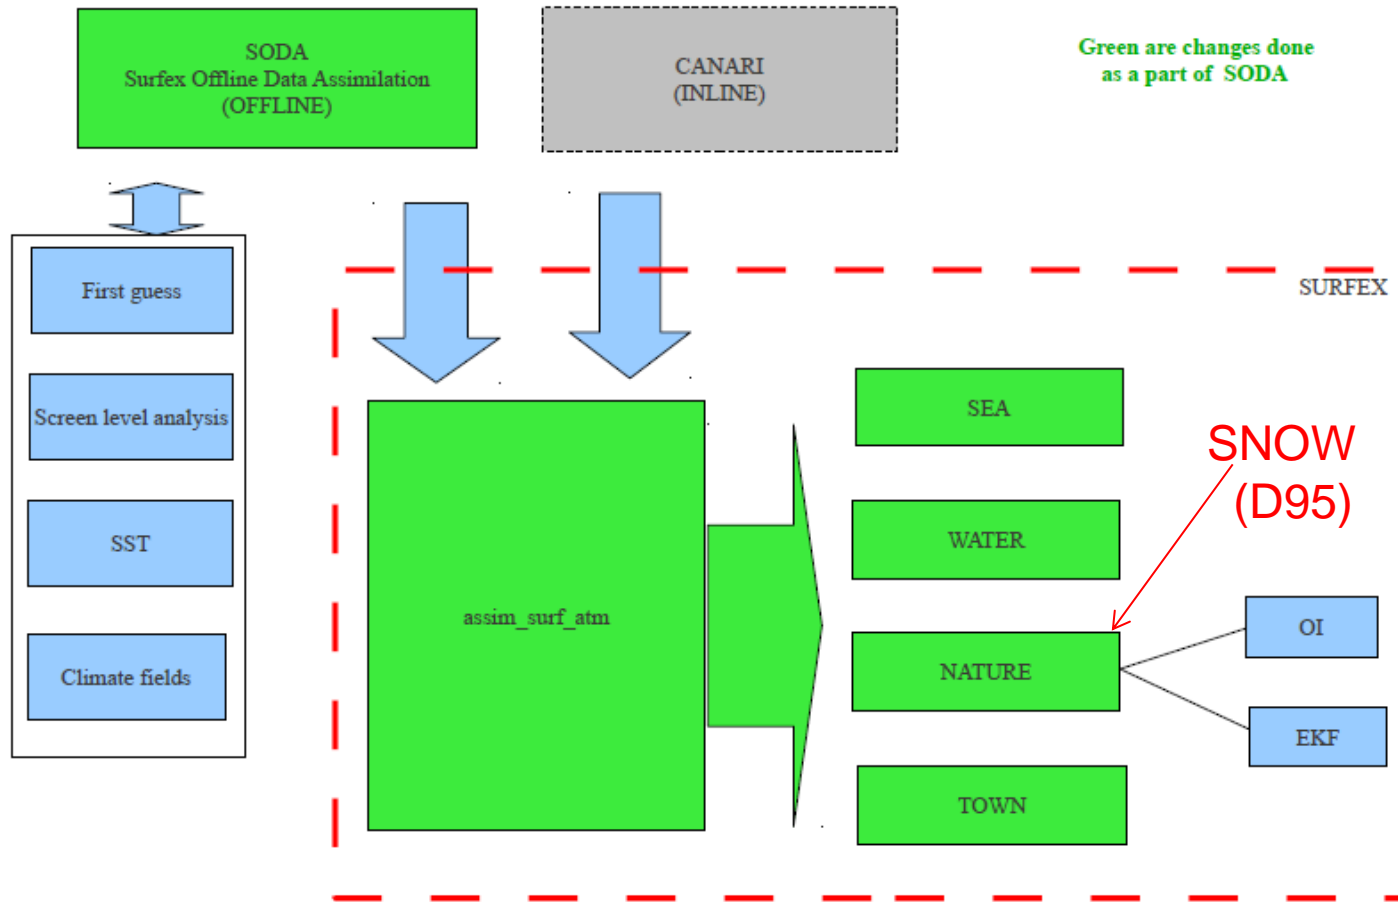 SODA
Surfex Offline Data Assimilation
(OFFLINE)
CANARI
(INLINE)
Green are changes done
as a part of SODA
First guess
Screen level analysis
SST
Climate fields
SURFEX
assim_surf_atm
SEA
WATER
NATURE
TOWN
SNOW
(D95)
OI
EKF